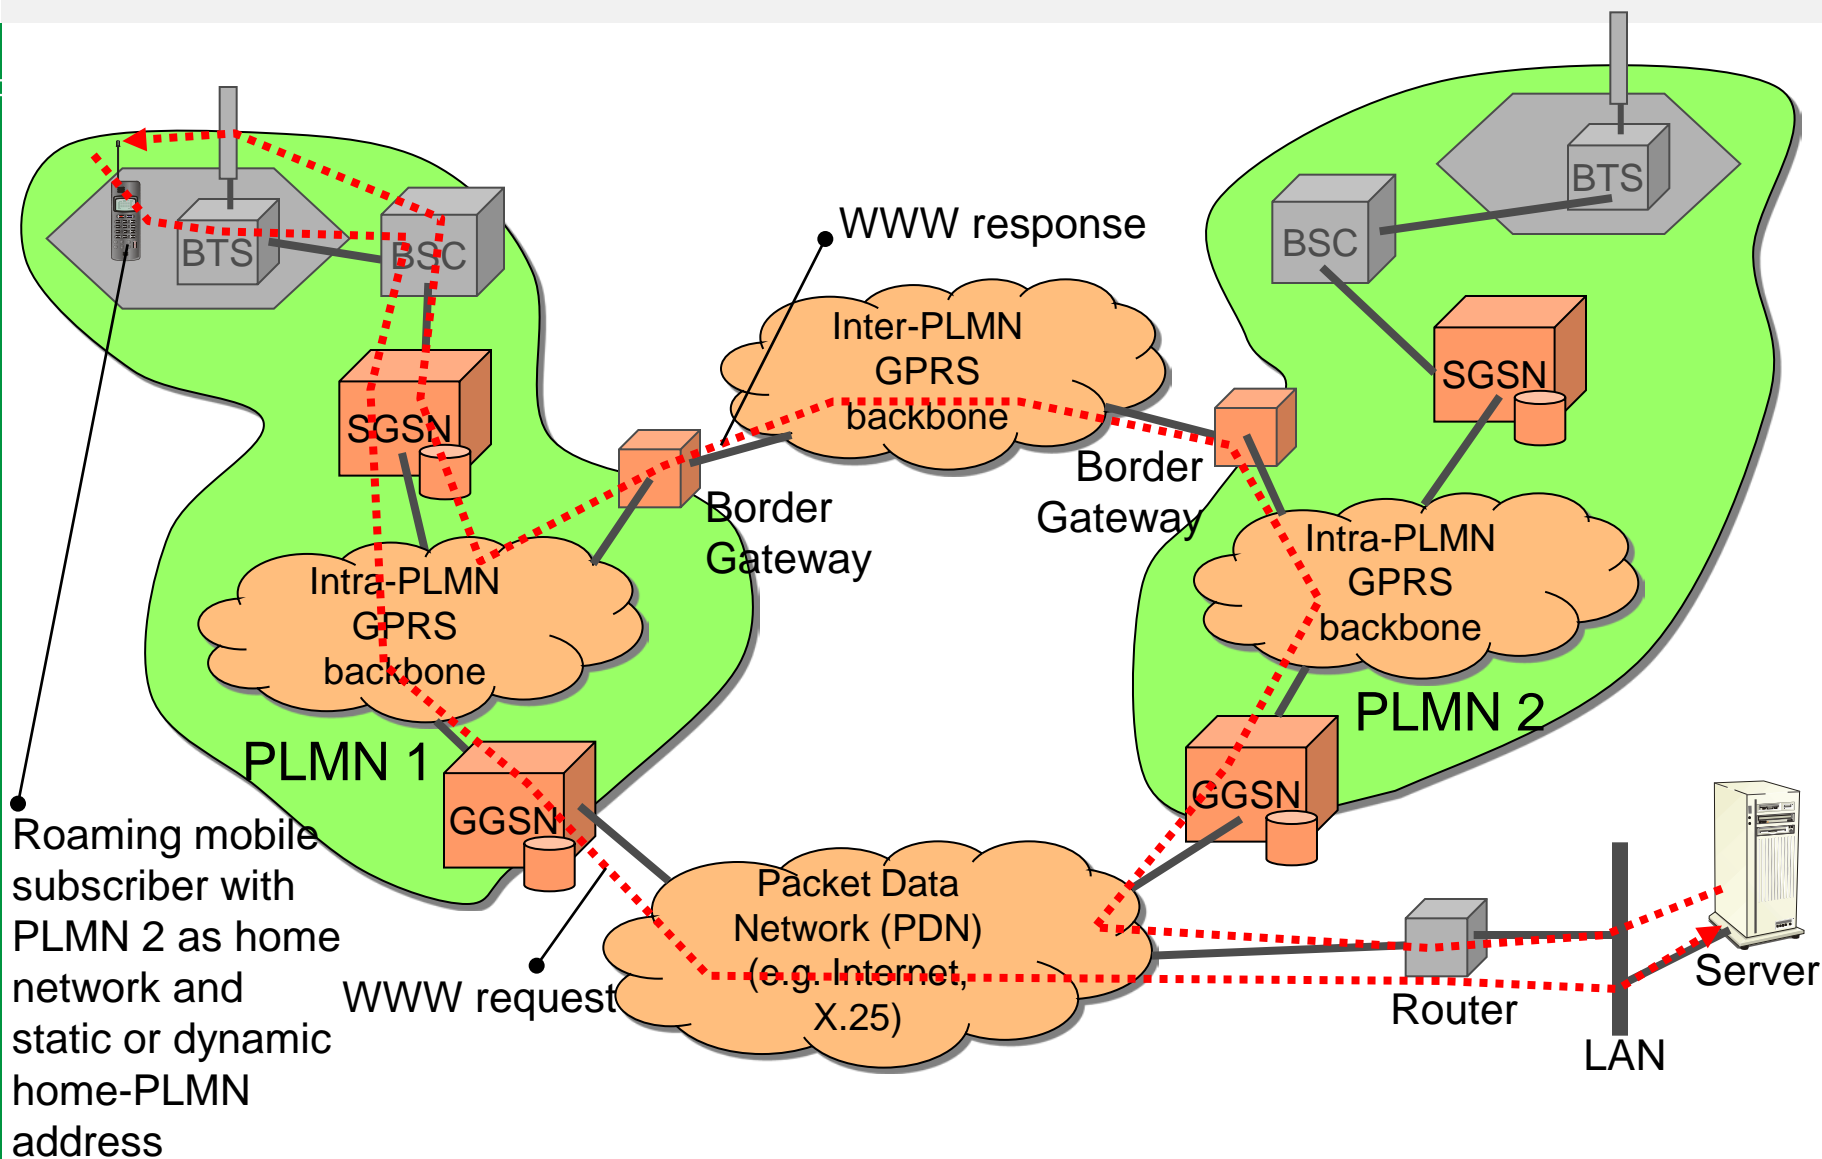 BTS
BSC
WWW response
BTS
BSC
Inter-PLMN
GPRS
backbone
SGSN
SGSN
Border
Gateway
Border
Gateway
Intra-PLMN
GPRS
backbone
Intra-PLMN
GPRS
backbone
PLMN 1
PLMN 2
GGSN
GGSN
Roaming mobile
subscriber with
PLMN 2 as home
network and
static or dynamic
home-PLMN
address
WWW request
Packet Data
Network (PDN)
(e.g. Internet,
X.25)
Router
LAN
Server